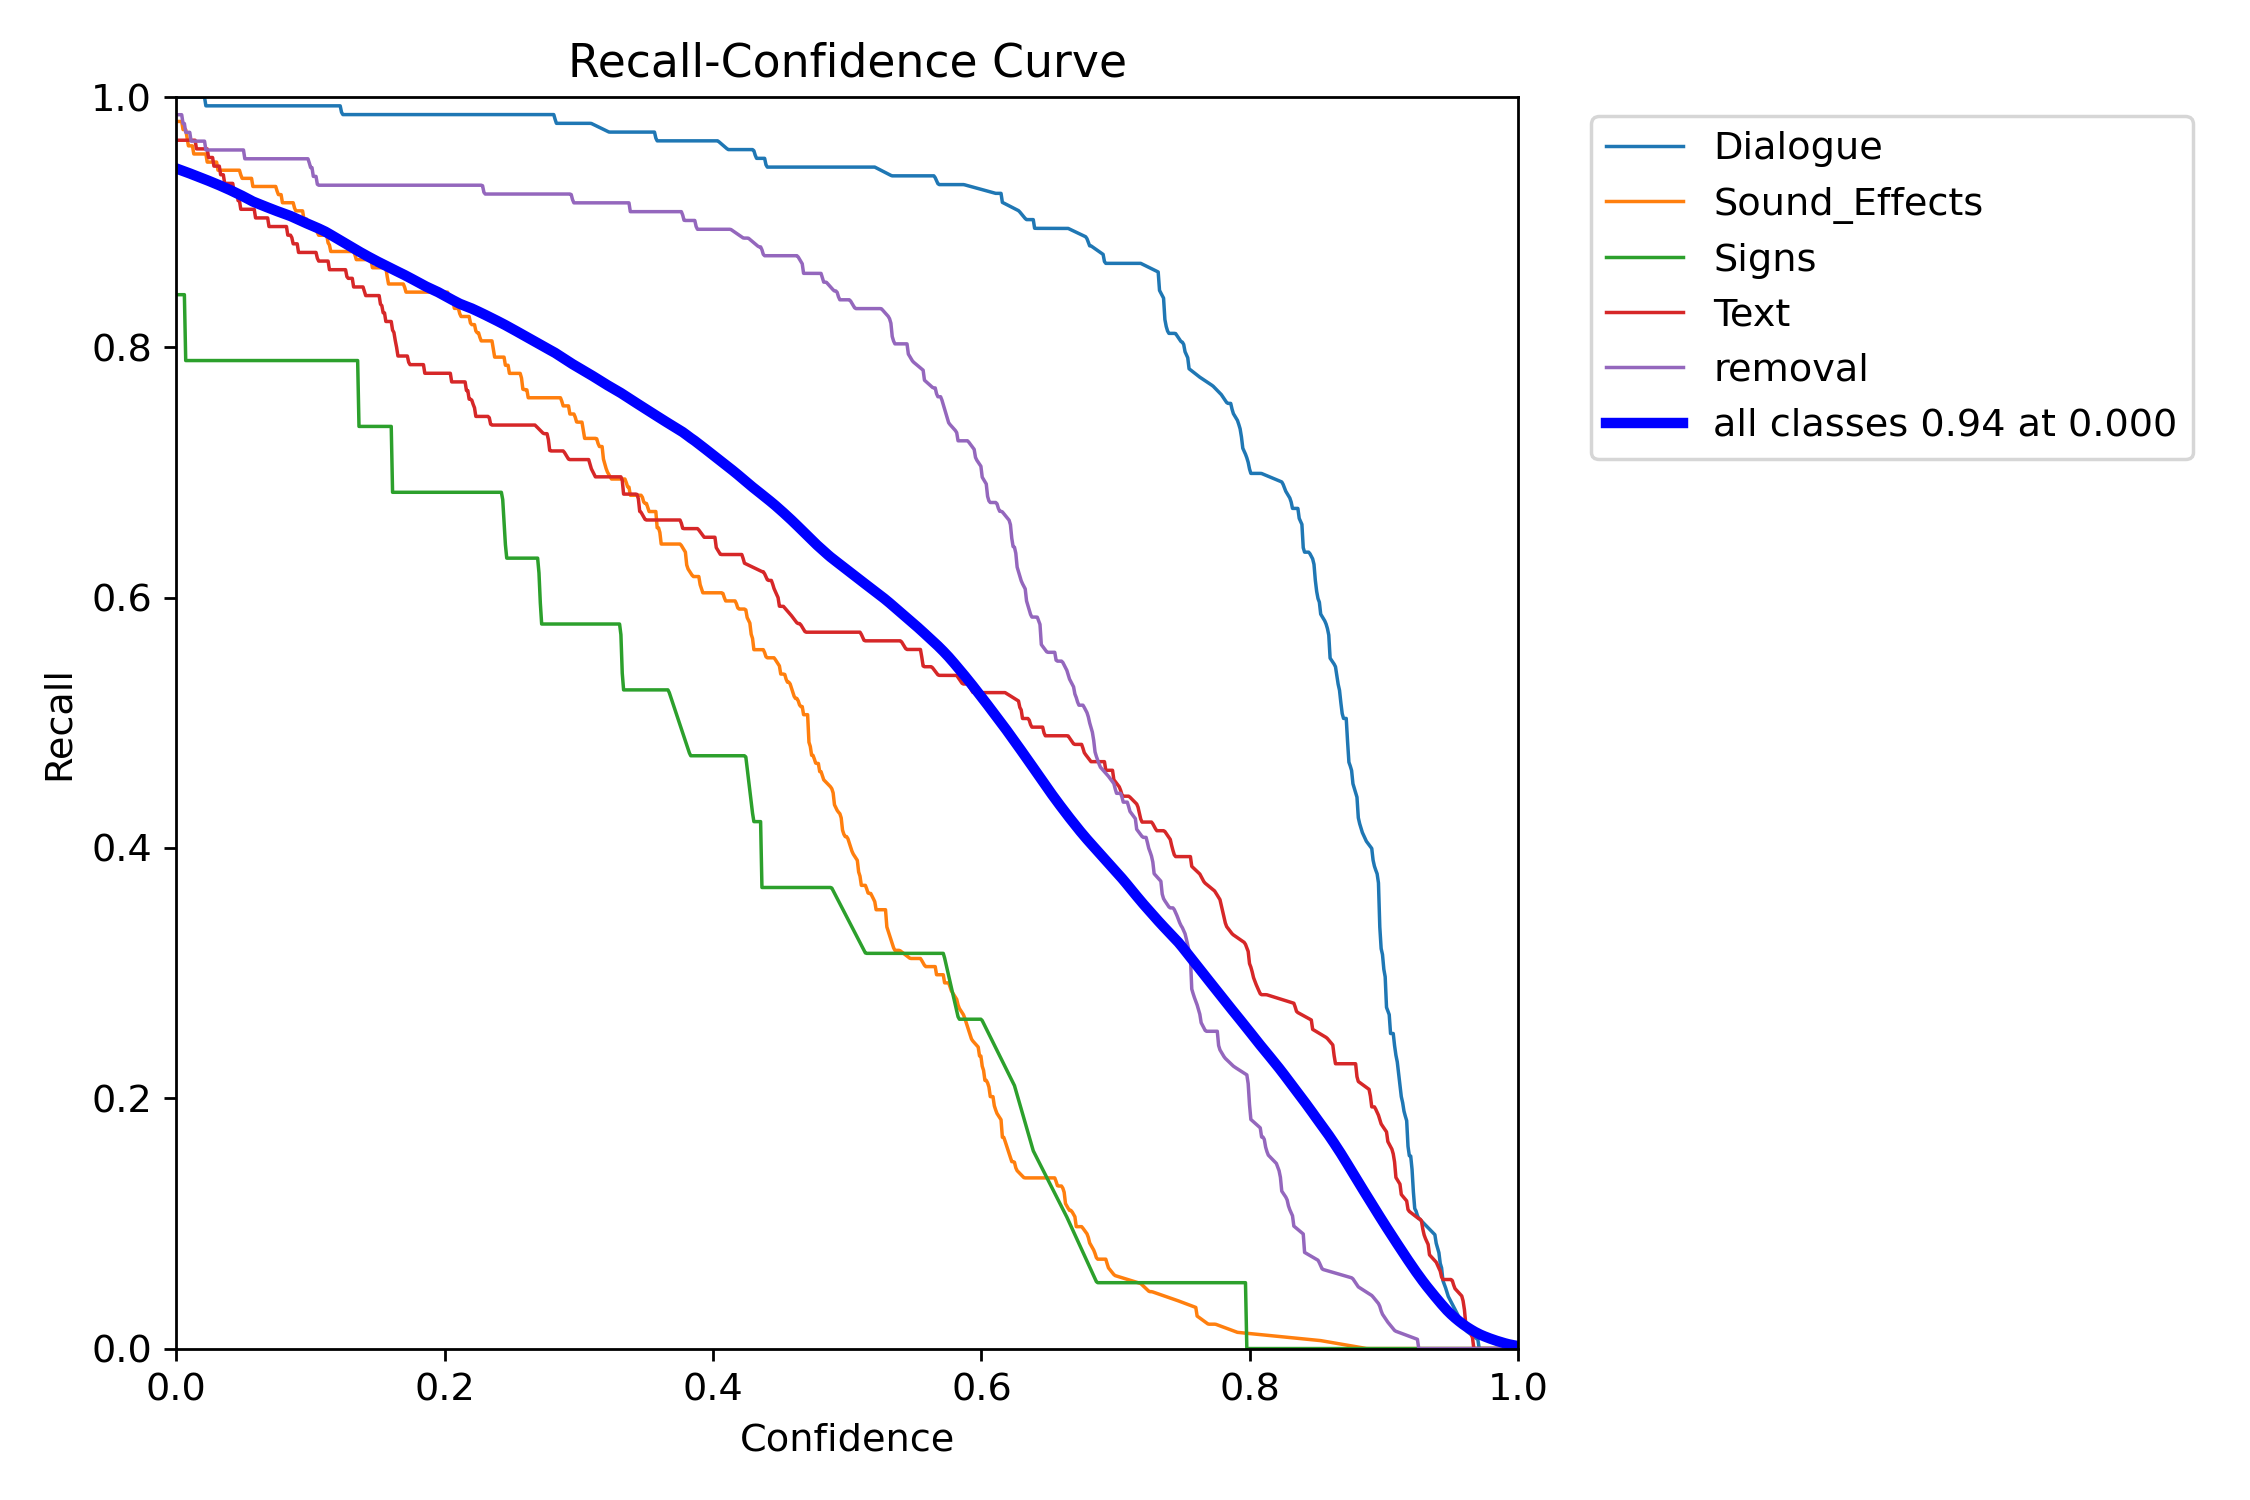 Recall-Confidence Curve
1.0
0.8
0.6
0.4
0.2
0.0
Recall
0.0 0.2 0.4 0.6 0.8 1.0
Confidence
Dialogue
Sound_Effects
Signs
Text
removal
all classes 0.94 at 0.000